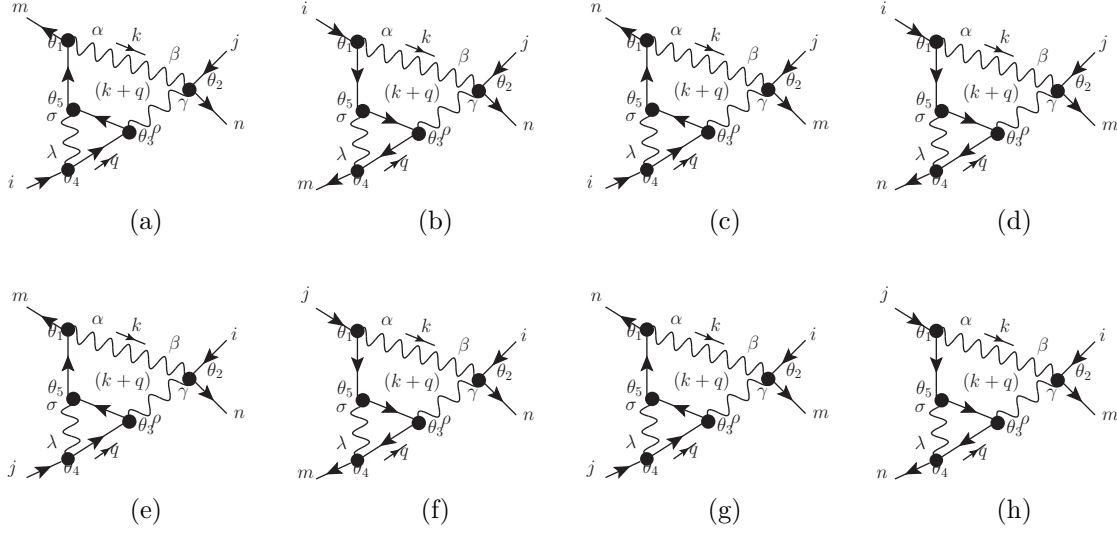 m α k β j
θ₁ θ₂
θ₅ (k + q) γ
σ θ₃ ρ
λ q
i θ₄ n
(a)
i α k β j
θ₁ θ₂
θ₅ (k + q) γ
σ θ₃ ρ
λ q
m θ₄ n
(b)
n α k β j
θ₁ θ₂
θ₅ (k + q) γ
σ θ₃ ρ
λ q
i θ₄ m
(c)
i α k β j
θ₁ θ₂
θ₅ (k + q) γ
σ θ₃ ρ
λ q
n θ₄ m
(d)
m α k β i
θ₁ θ₂
θ₅ (k + q) γ
σ θ₃ ρ
λ q
j θ₄ n
(e)
j α k β i
θ₁ θ₂
θ₅ (k + q) γ
σ θ₃ ρ
λ q
m θ₄ n
(f)
n α k β i
θ₁ θ₂
θ₅ (k + q) γ
σ θ₃ ρ
λ q
j θ₄ m
(g)
j α k β i
θ₁ θ₂
θ₅ (k + q) γ
σ θ₃ ρ
λ q
n θ₄ m
(h)